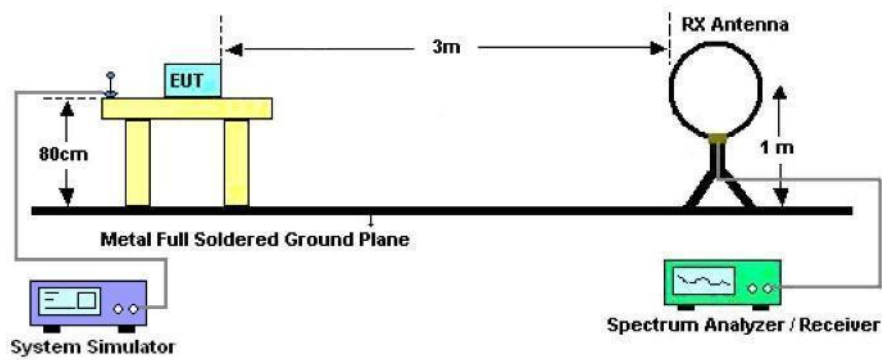 RX Antenna
3m
EUT
80cm
1 m
Metal Full Soldered Ground Plane
System Simulator
Spectrum Analyzer / Receiver